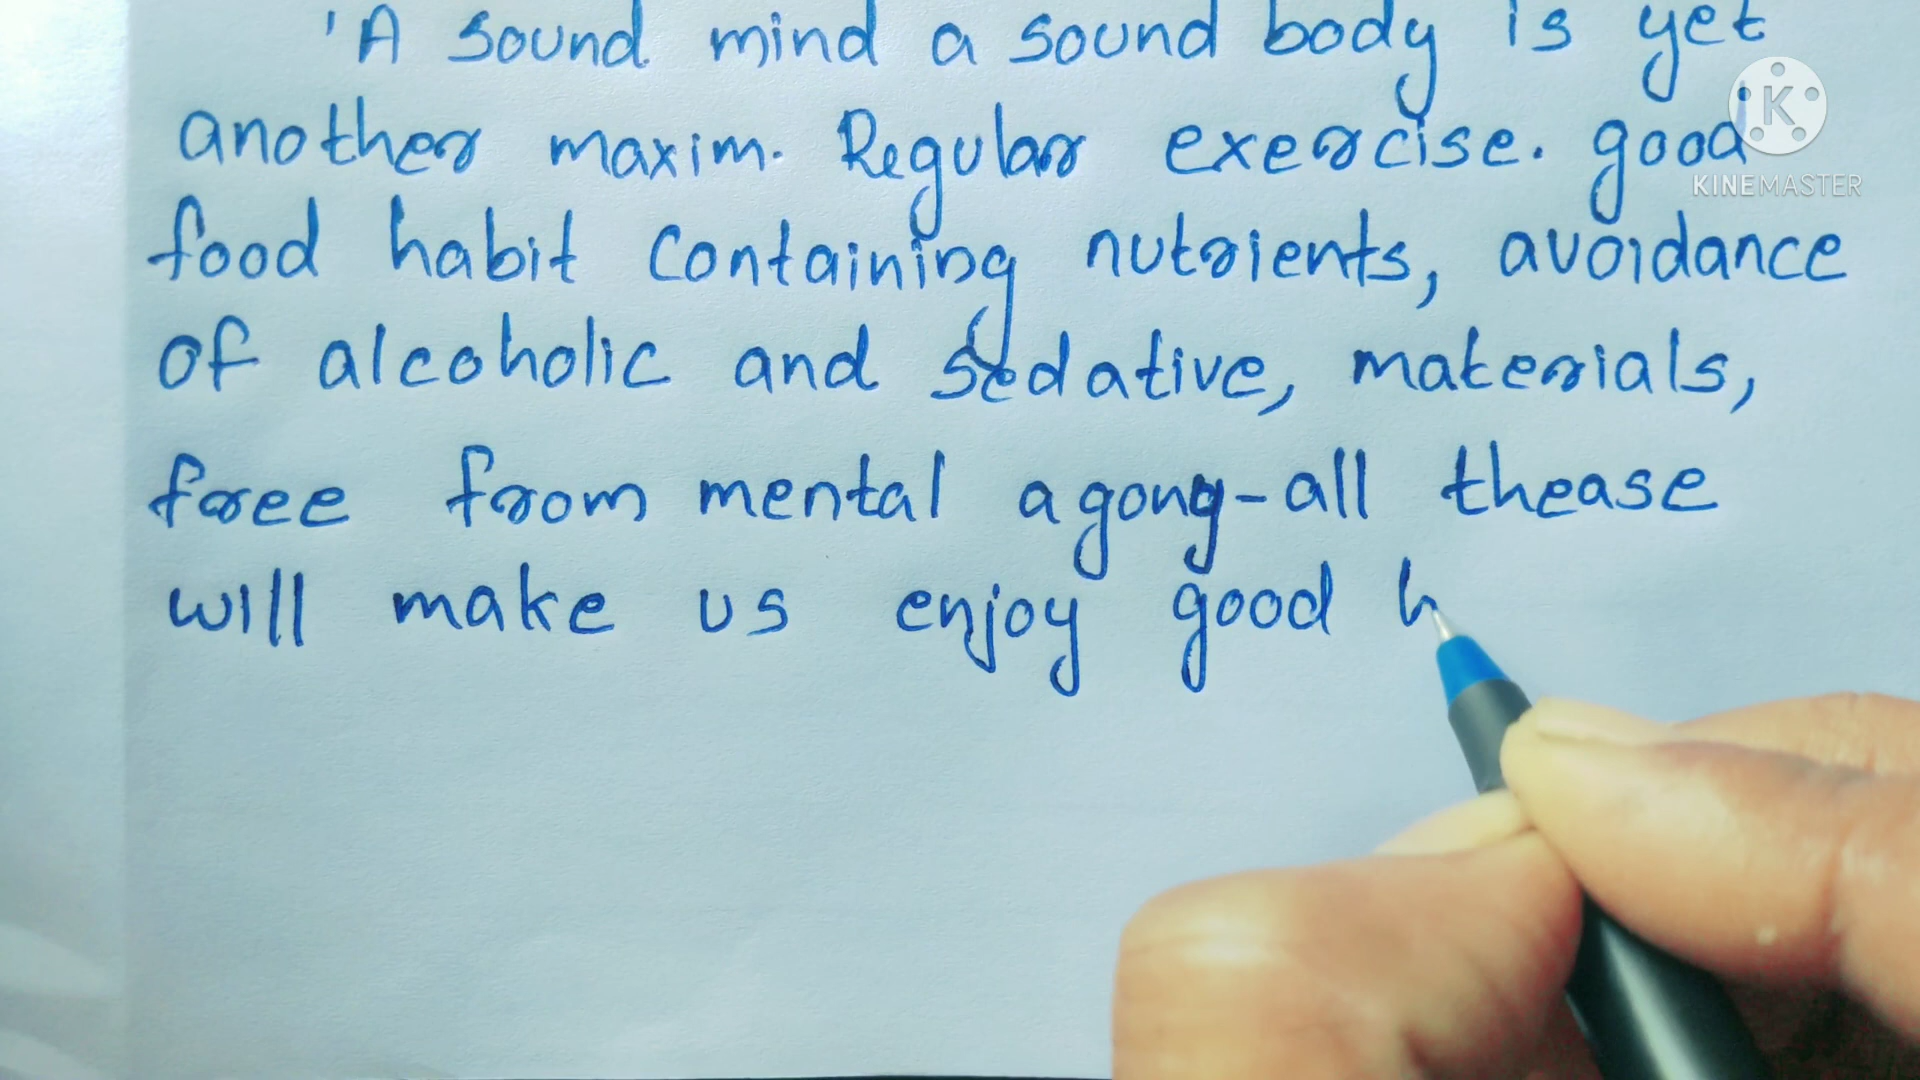 'A sound mind a sound body is yet
another maxim. Regular exercise. good
food habit containing nutrients, avoidance
of alcoholic and sedative, materials,
free from mental agony-all thease
will make us enjoy good h
K
KINEMASTER